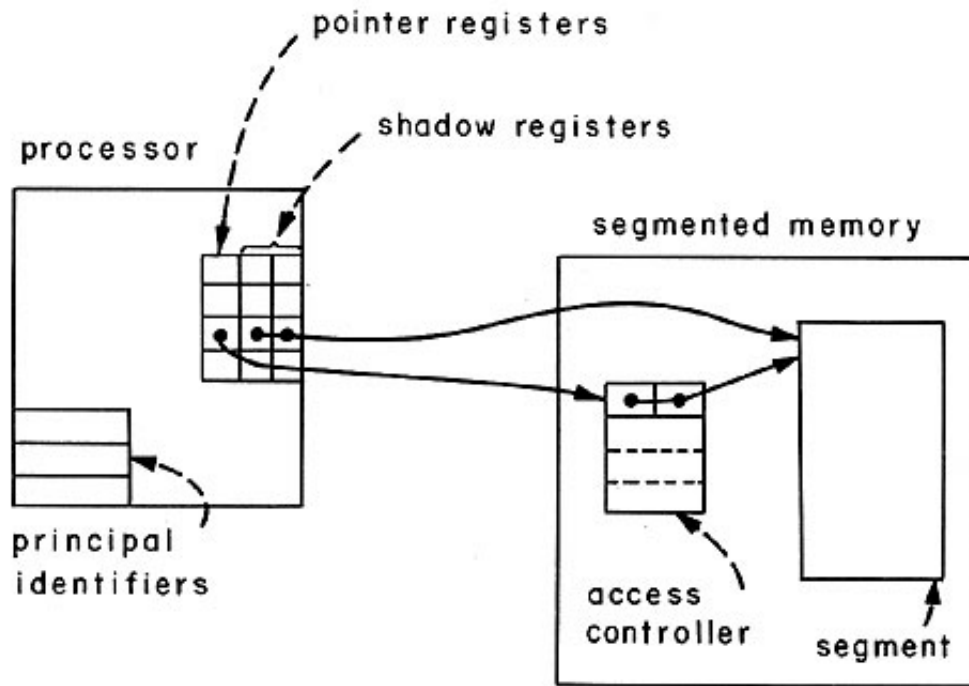 pointer registers
shadow registers
processor
segmented memory
principal
identifiers
access
controller
segment